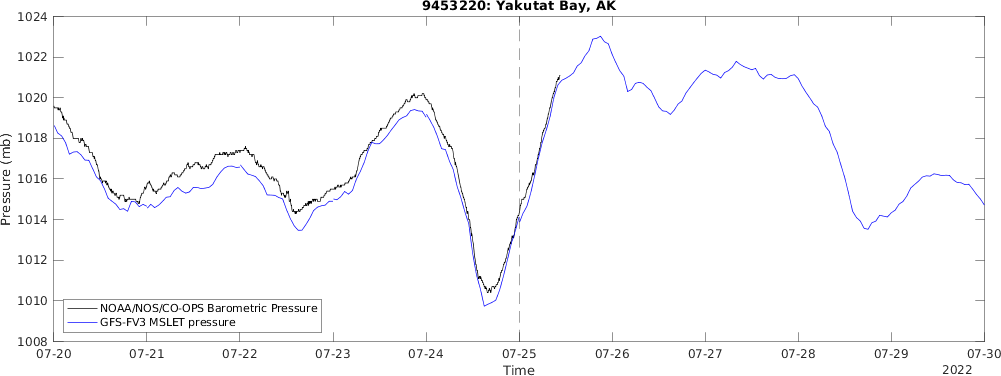 9453220: Yakutat Bay, AK
Pressure (mb)
1024
1022
1020
1018
1016
1014
1012
1010
1008
NOAA/NOS/CO-OPS Barometric Pressure
GFS-FV3 MSLET pressure
07-20 07-21 07-22 07-23 07-24 07-25 07-26 07-27 07-28 07-29 07-30
Time
2022